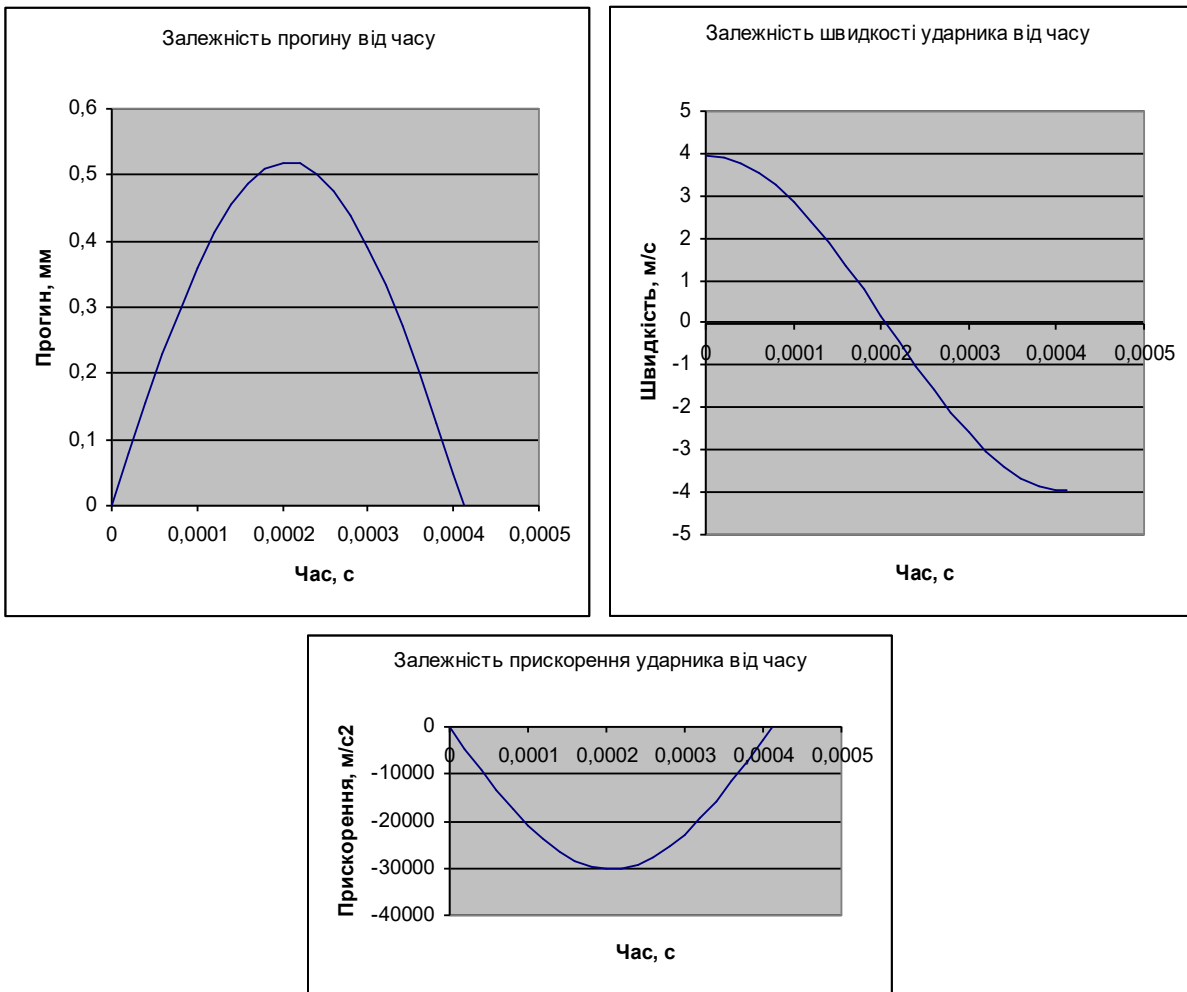 Залежність прогину від часу
0,6
0,5
0,4
0,3
0,2
0,1
0
0 0,0001 0,0002 0,0003 0,0004 0,0005
Прогин, мм
Час, с
Залежність швидкості ударника від часу
5
4
3
2
1
0
-1
-2
-3
-4
-5
0 0,0001 0,0002 0,0003 0,0004 0,0005
Швидкість, м/с
Час, с
Залежність прискорення ударника від часу
0
-10000
-20000
-30000
-40000
0 0,0001 0,0002 0,0003 0,0004 0,0005
Прискорення, м/с2
Час, с